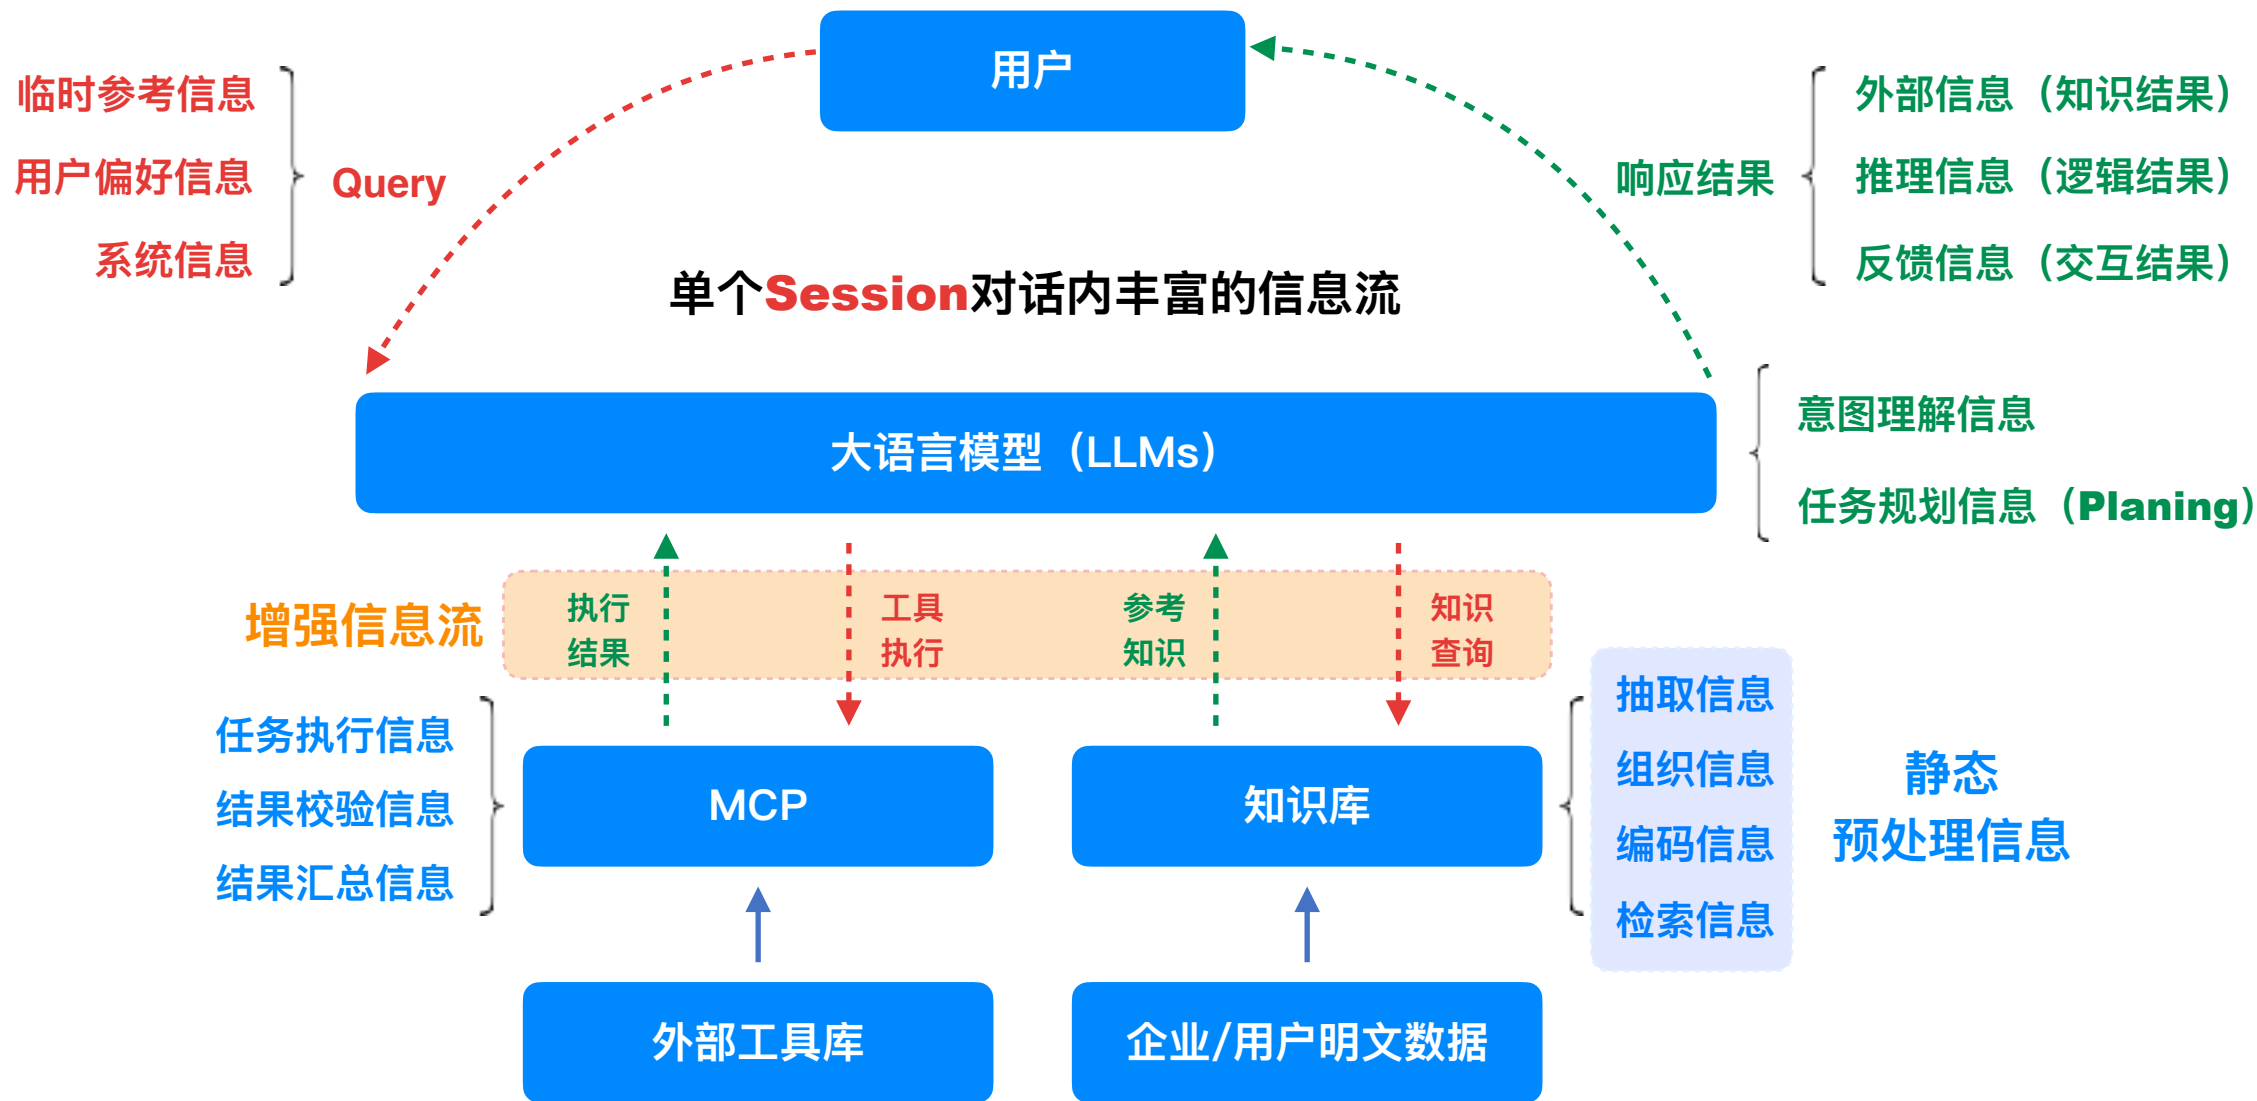 用户
临时参考信息
用户偏好信息
系统信息
Query
响应结果
外部信息（知识结果）
推理信息（逻辑结果）
反馈信息（交互结果）
单个Session对话内丰富的信息流
大语言模型（LLMs）
意图理解信息
任务规划信息（Planing）
增强信息流
执行
结果
工具
执行
参考
知识
知识
查询
任务执行信息
结果校验信息
结果汇总信息
MCP
知识库
抽取信息
组织信息
编码信息
检索信息
静态
预处理信息
外部工具库
企业/用户明文数据